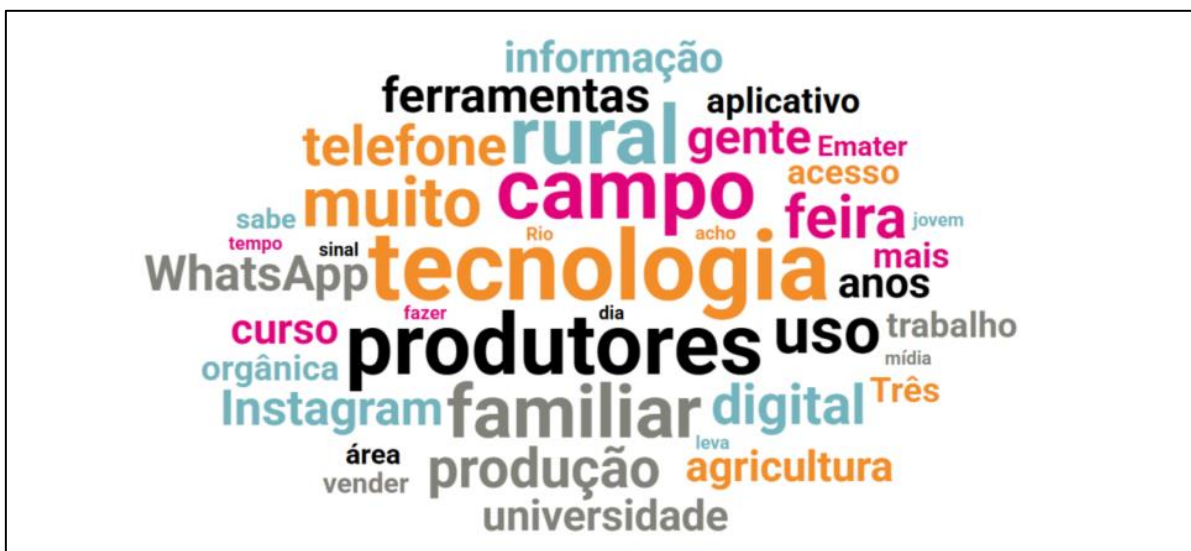 informação
ferramentas aplicativo
telefone rural gente Emater
acesso
muito campo feira
sabe jovem
tempo sinal Rio acho mais
WhatsApp tecnologia anos
curso fazer dia uso trabalho
produtores mídia
orgânica
Instagram familiar digital Três
leva
área produção agricultura
vender
universidade